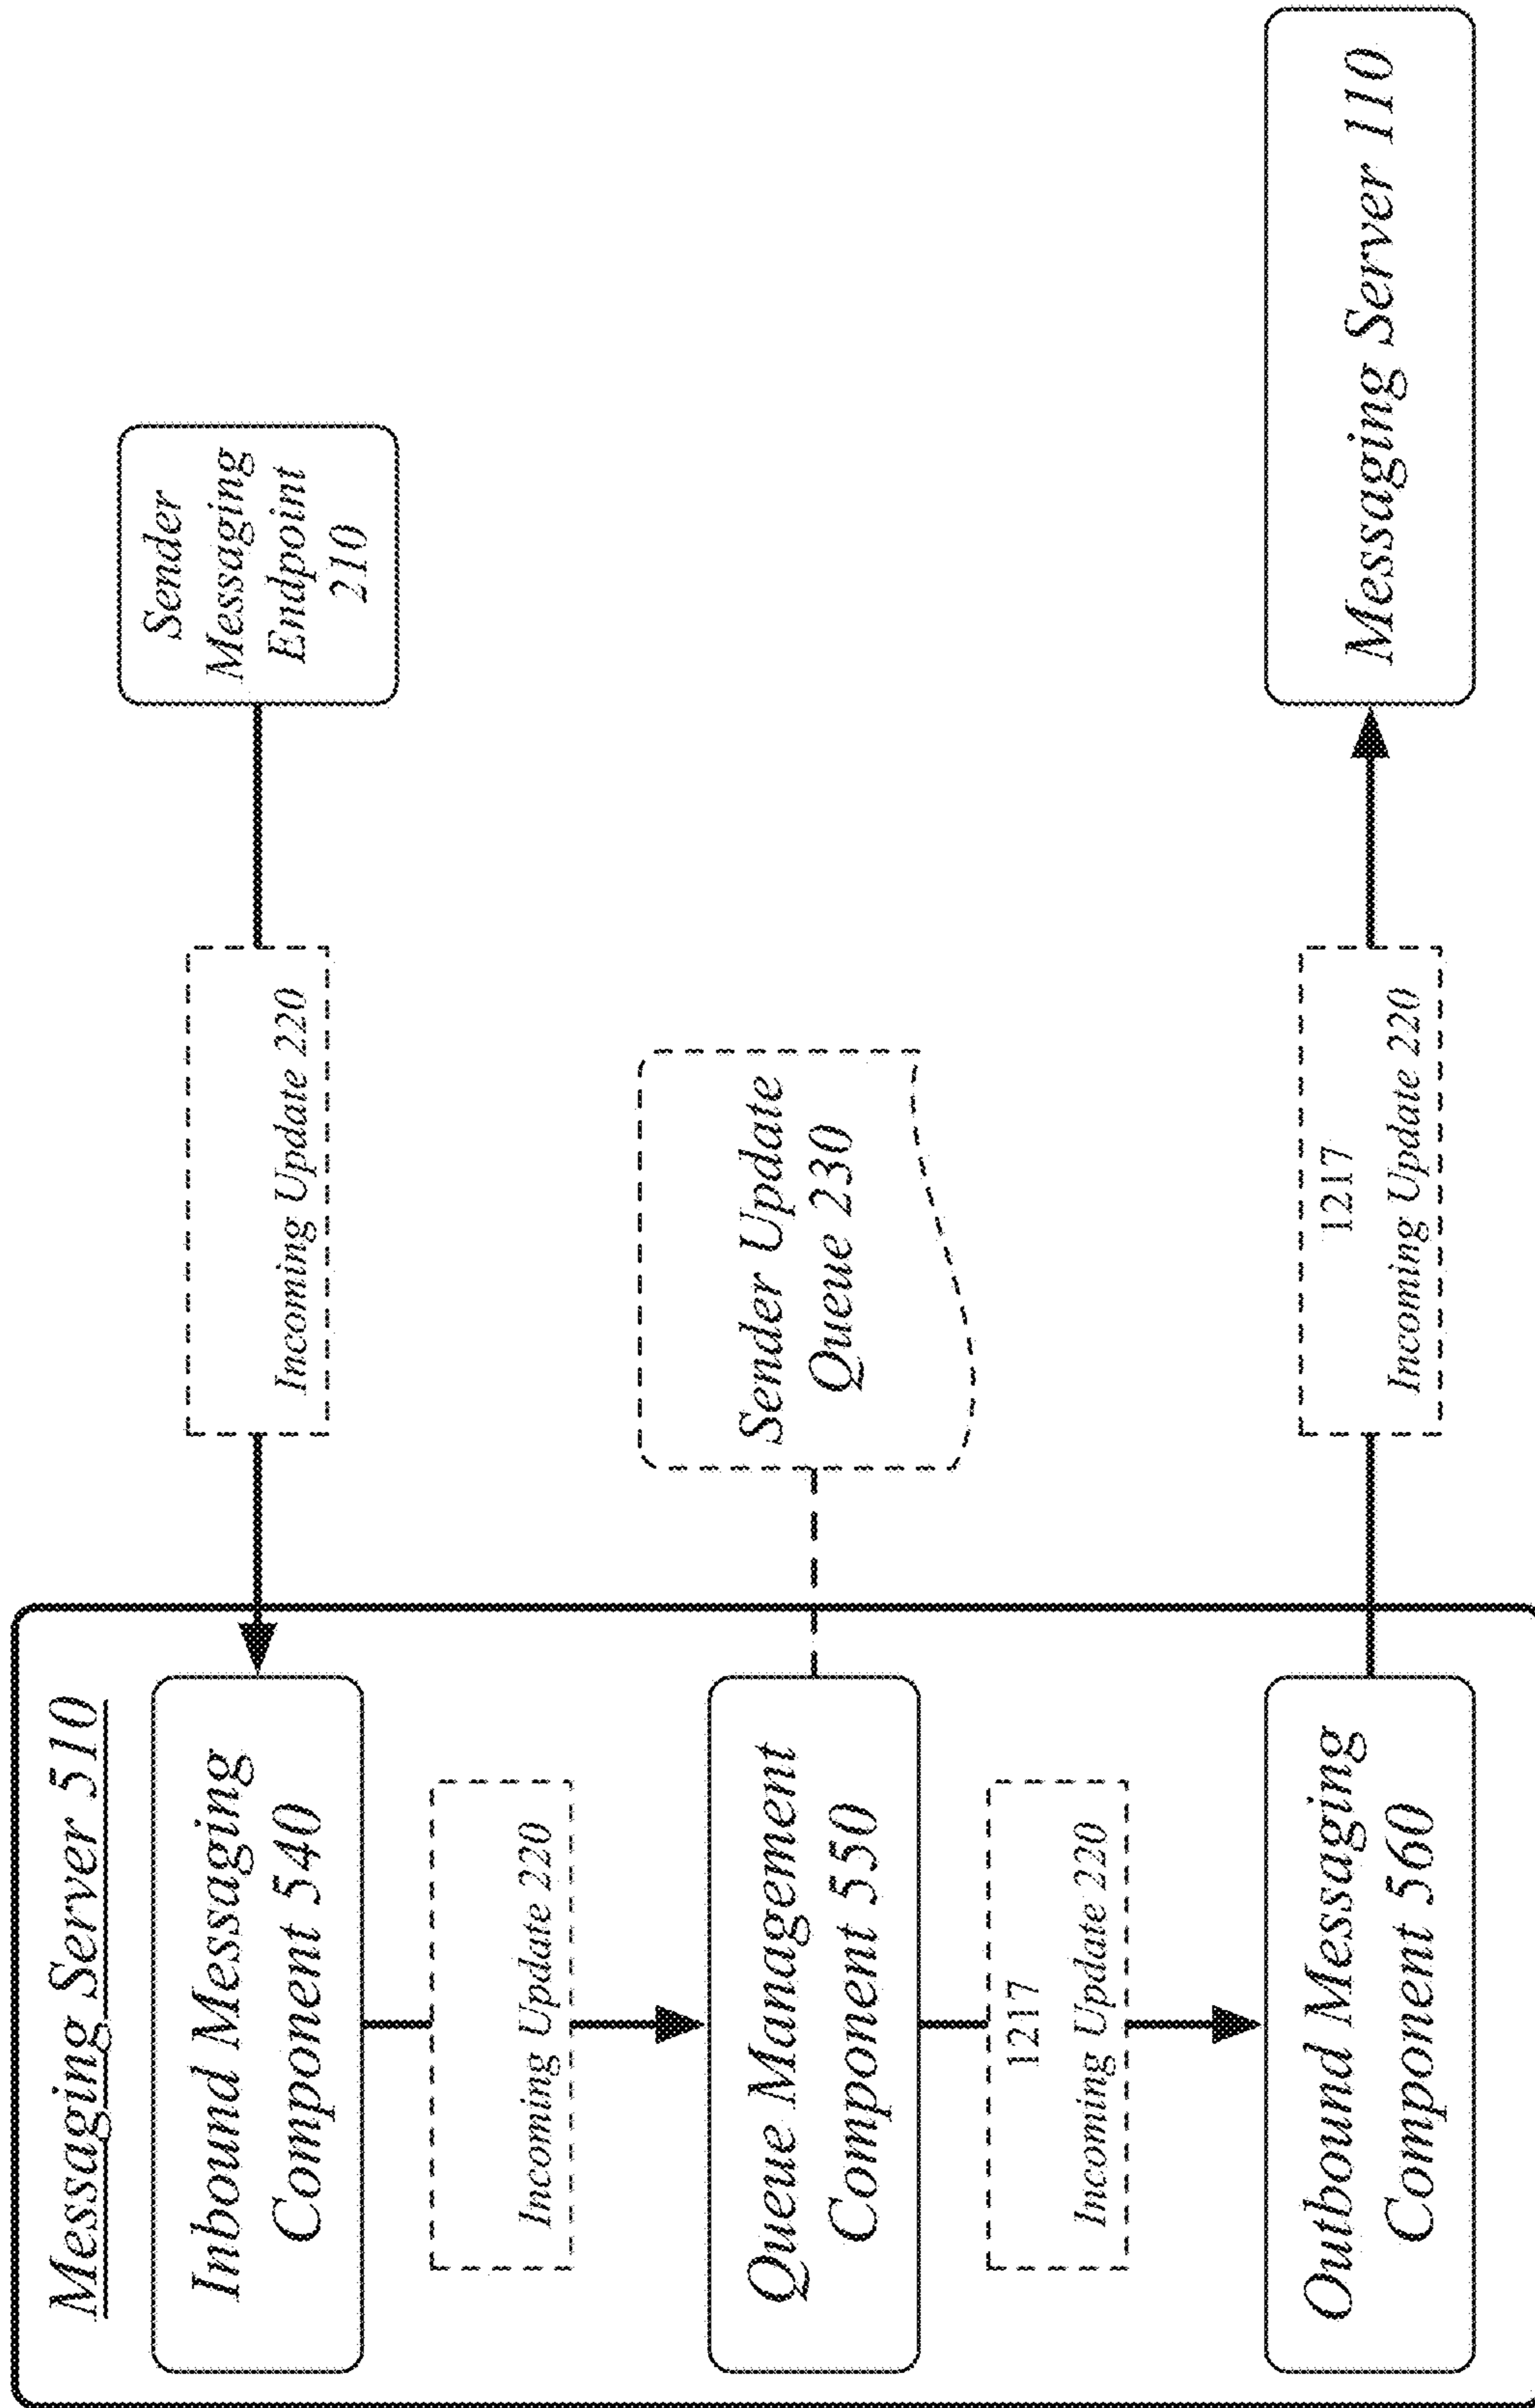 Messaging Server 510
Inbound Messaging
Component 540
Incoming Update 220
Sender
Messaging
Endpoint
210
Incoming Update 220
Queue Management
Component 550
Sender Update
Queue 230
1217
Incoming Update 220
Outbound Messaging
Component 560
1217
Incoming Update 220
Messaging Server 110